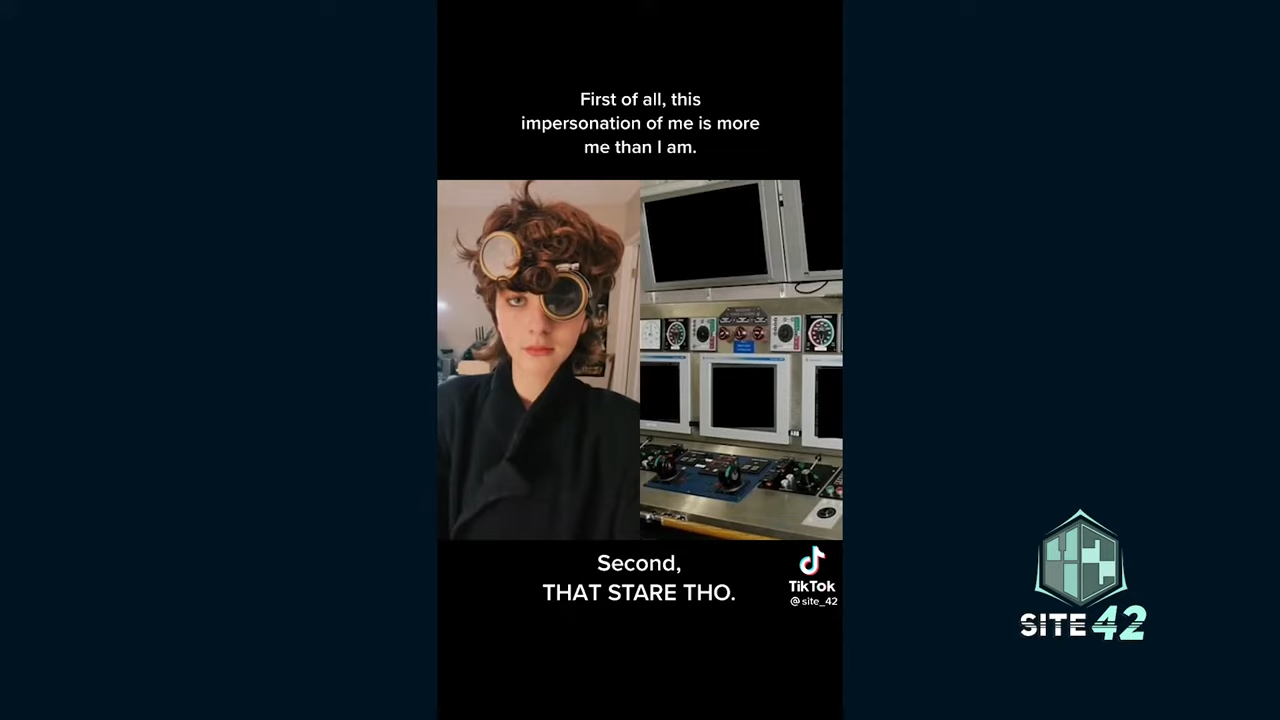 First of all, this
impersonation of me is more
me than I am.
Second,
THAT STARE THO.
TikTok
@site_42
SITE 42